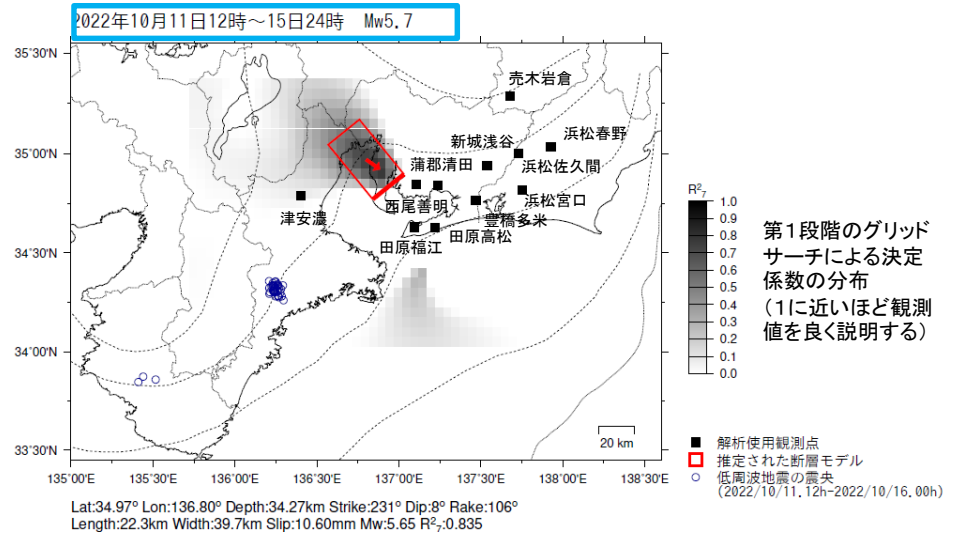 2022年10月11日12時～15日24時 Mw5.7
35°30'N
35°00'N
34°30'N
34°00'N
33°30'N
135°00'E
135°30'E
136°00'E
136°30'E
137°00'E
137°30'E
138°00'E
138°30'E
売木岩倉
新城浅谷
浜松春野
蒲郡清田
浜松佐久間
西尾善明
浜松宮口
津安濃
豊橋多米
田原福江
田原高松
20 km
R²₇
1.0
0.9
0.8
0.7
0.6
0.5
0.4
0.3
0.2
0.1
0.0
第1段階のグリッド
サーチによる決定
係数の分布
（1に近いほど観測
値を良く説明する）
解析使用観測点
推定された断層モデル
低周波地震の震央
(2022/10/11.12h-2022/10/16.00h)
Lat:34.97° Lon:136.80° Depth:34.27km Strike:231° Dip:8° Rake:106°
Length:22.3km Width:39.7km Slip:10.60mm Mw:5.65 R²₇:0.835